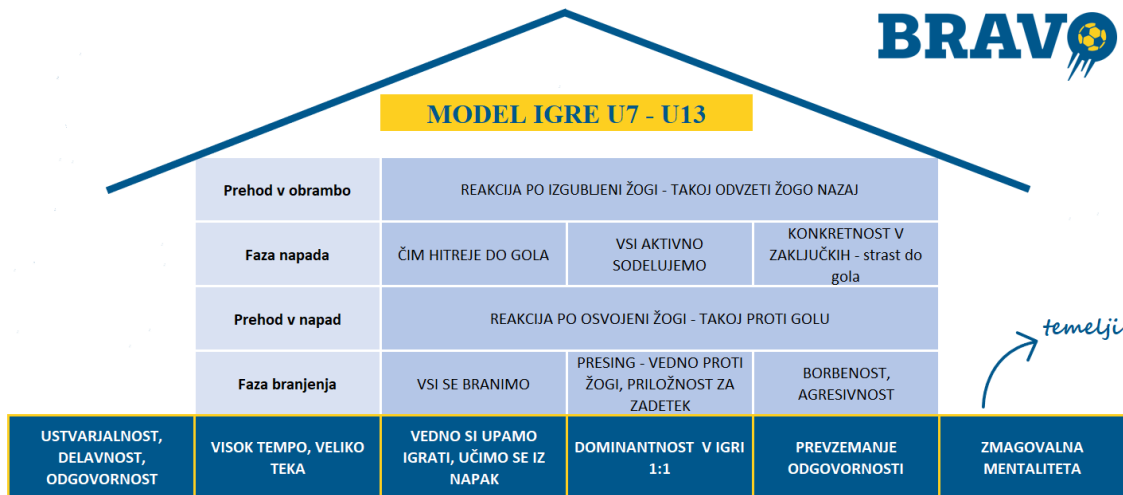 BRAVO
MODEL IGRE U7 - U13
Prehod v obrambo
REAKCIJA PO IZGUBLJENI ŽOGI - TAKOJ ODVZETI ŽOGO NAZAJ
Faza napada
ČIM HITREJE DO GOLA
VSI AKTIVNO
SODELUJEMO
KONKRETNOST V
ZAKLJUČKIH - strast do
gola
Prehod v napad
REAKCIJA PO OSVOJENI ŽOGI - TAKOJ PROTI GOLU
Faza branjenja
VSI SE BRANIMO
PRESING - VEDNO PROTI
ŽOGI, PRILOŽNOST ZA
ZADETEK
BORBENOST,
AGRESIVNOST
temelji
USTVARJALNOST,
DELAVNOST,
ODGOVORNOST
VISOK TEMPO, VELIKO
TEKA
VEDNO SI UPAMO
IGRATI, UČIMO SE IZ
NAPAK
DOMINANTNOST V IGRI
1:1
PREVZEMANJE
ODGOVORNOSTI
ZMAGOVALNA
MENTALITETA